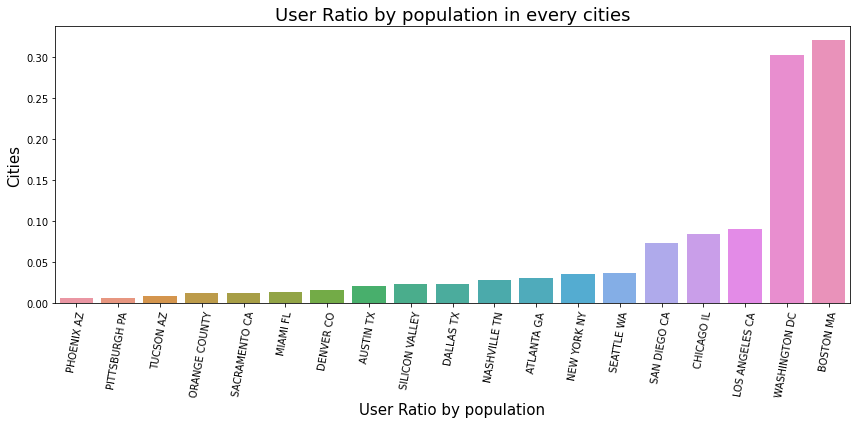 User Ratio by population in every cities
Cities
0.30
0.25
0.20
0.15
0.10
0.05
0.00
PHOENIX AZ
PITTSBURGH PA
TUCSON AZ
ORANGE COUNTY
SACRAMENTO CA
MIAMI FL
DENVER CO
AUSTIN TX
SILICON VALLEY
DALLAS TX
NASHVILLE TN
ATLANTA GA
NEW YORK NY
SEATTLE WA
SAN DIEGO CA
CHICAGO IL
LOS ANGELES CA
WASHINGTON DC
BOSTON MA
User Ratio by population